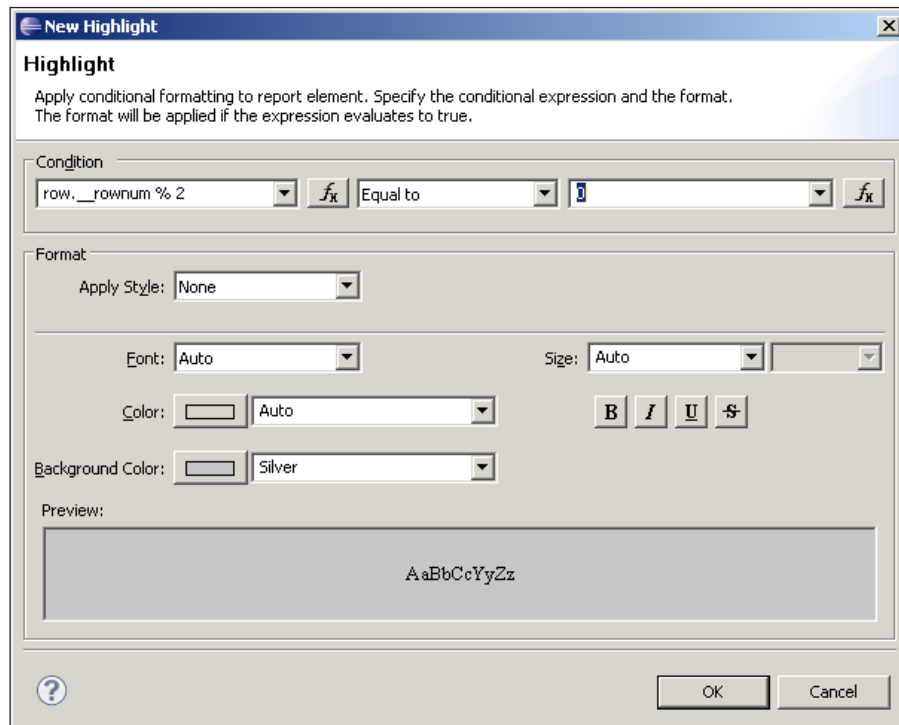 New Highlight
Highlight
Apply conditional formatting to report element. Specify the conditional expression and the format.
The format will be applied if the expression evaluates to true.
Condition
row.__rownum % 2 fx Equal to 0 fx
Format
Apply Style: None
Font: Auto Size: Auto
Color: Auto B I U S
Background Color: Silver
Preview:
AaBbCcYyZz
? OK Cancel